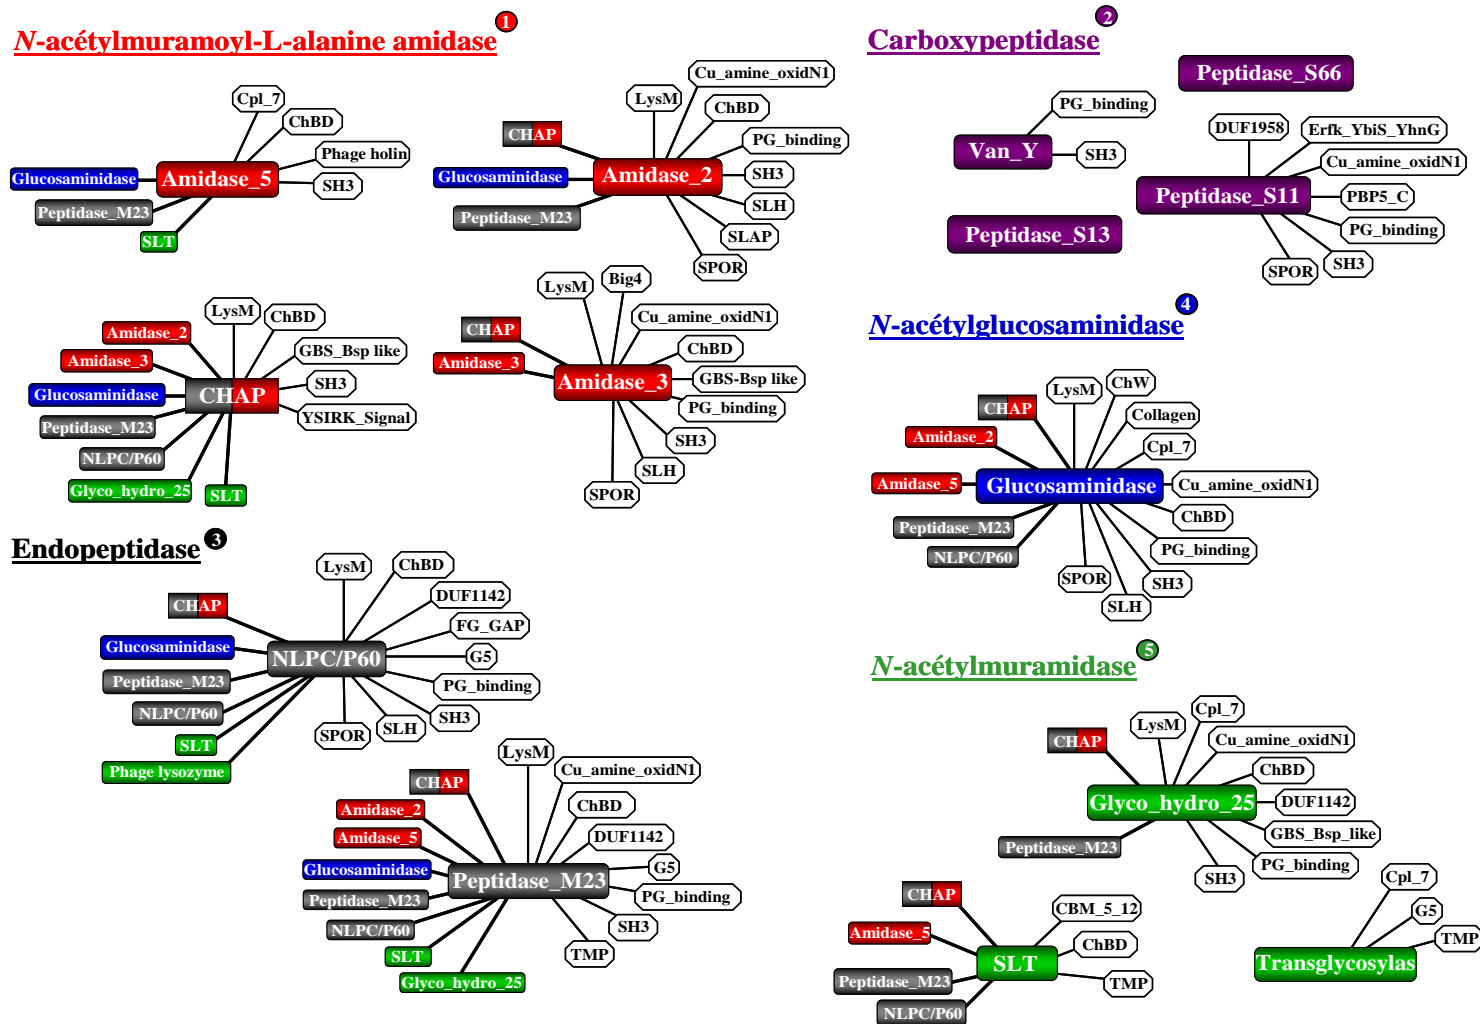 N-acétylmuramoyl-L-alanine amidase
1
Cpl_7
ChBD
Phage holin
SH3
Glucosaminidase
Amidase_5
Peptidase_M23
SLT
Cu_amine_oxidN1
LysM
ChBD
CHAP
PG_binding
Glucosaminidase
Amidase_2
SH3
Peptidase_M23
SLH
SLAP
SPOR
LysM
ChBD
Amidase_2
Amidase_3
GBS_Bsp like
Glucosaminidase
CHAP
SH3
Peptidase_M23
YSIRK_Signal
NLPC/P60
Glyco_hydro_25
SLT
LysM
Big4
CHAP
Cu_amine_oxidN1
Amidase_3
ChBD
Amidase_3
GBS-Bsp like
PG_binding
SH3
SLH
SPOR
Carboxypeptidase
2
Peptidase_S66
PG_binding
Van_Y
SH3
DUF1958
Erfk_YbiS_YhnG
Cu_amine_oxidN1
Peptidase_S11
PBP5_C
PG_binding
SH3
SPOR
Peptidase_S13
Endopeptidase
3
LysM
ChBD
DUF1142
CHAP
FG_GAP
Glucosaminidase
NLPC/P60
G5
Peptidase_M23
PG_binding
NLPC/P60
SH3
SLH
SPOR
SLT
Phage lysozyme
LysM
Cu_amine_oxidN1
CHAP
ChBD
Amidase_2
DUF1142
Amidase_5
G5
Glucosaminidase
Peptidase_M23
Peptidase_M23
PG_binding
NLPC/P60
SH3
SLT
TMP
Glyco_hydro_25
N-acétylglucosaminidase
4
LysM
ChW
CHAP
Collagen
Amidase_2
Cpl_7
Amidase_5
Glucosaminidase
Cu_amine_oxidN1
Peptidase_M23
ChBD
NLPC/P60
PG_binding
SPOR
SH3
SLH
N-acétylmuramidase
5
Cpl_7
LysM
CHAP
Cu_amine_oxidN1
ChBD
Glyco_hydro_25
DUF1142
Peptidase_M23
GBS_Bsp_like
PG_binding
SH3
CHAP
CBM_5_12
Amidase_5
ChBD
SLT
Peptidase_M23
TMP
NLPC/P60
Cpl_7
G5
TMP
Transglycosylas